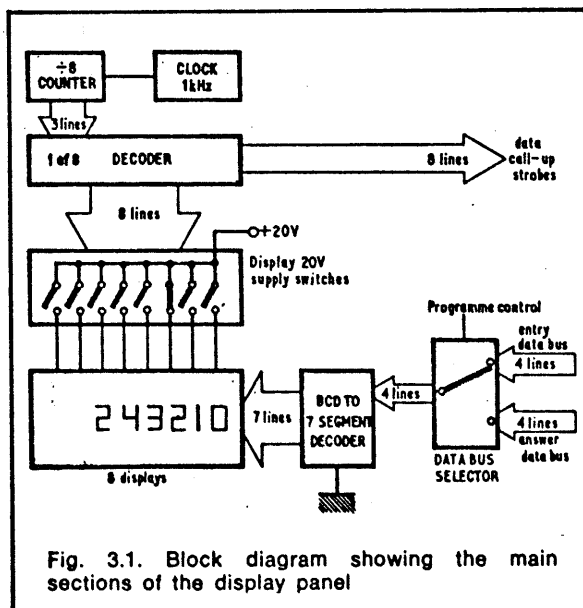 ÷8
COUNTER
CLOCK
1kHz
3 lines
1 of 8 DECODER
8 lines
data
call-up
strobes
8 lines
+20V
Display 20V
supply switches
Programme control
entry
data bus
4 lines
4 lines
answer
data bus
DATA BUS
SELECTOR
4 lines
BCD TO
7 SEGMENT
DECODER
7 lines
243210
8 displays
Fig. 3.1. Block diagram showing the main
sections of the display panel